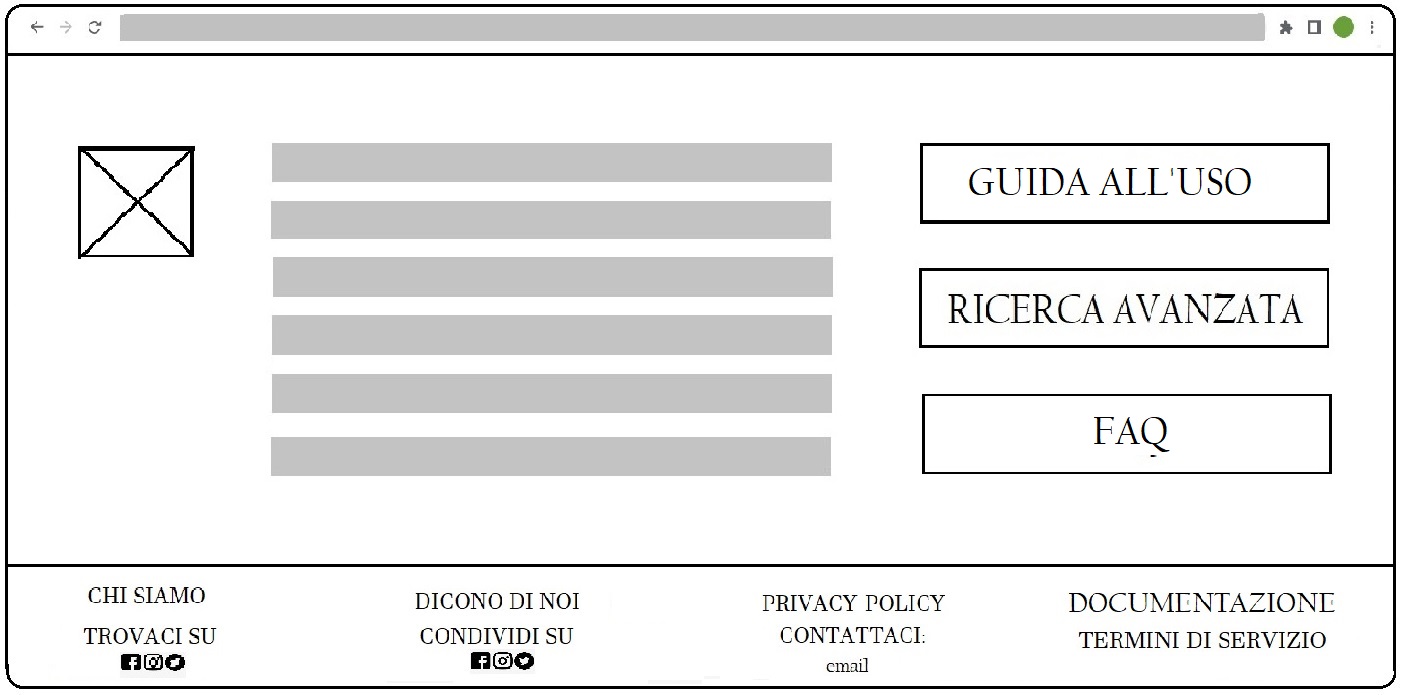 GUIDA ALL'USO
RICERCA AVANZATA
FAQ
CHI SIAMO
TROVACI SU
DICONO DI NOI
CONDIVIDI SU
PRIVACY POLICY
CONTATTACI:
email
DOCUMENTAZIONE
TERMINI DI SERVIZIO